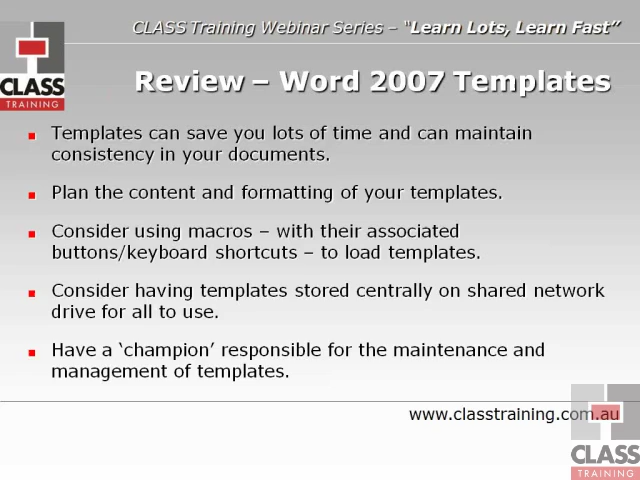 CLASS Training Webinar Series – "Learn Lots, Learn Fast"
CLASS
TRAINING
Review – Word 2007 Templates
Templates can save you lots of time and can maintain
consistency in your documents.
Plan the content and formatting of your templates.
Consider using macros – with their associated
buttons/keyboard shortcuts – to load templates.
Consider having templates stored centrally on shared network
drive for all to use.
Have a ‘champion’ responsible for the maintenance and
management of templates.
www.classtraining.com.au
CLASS
TRAINING